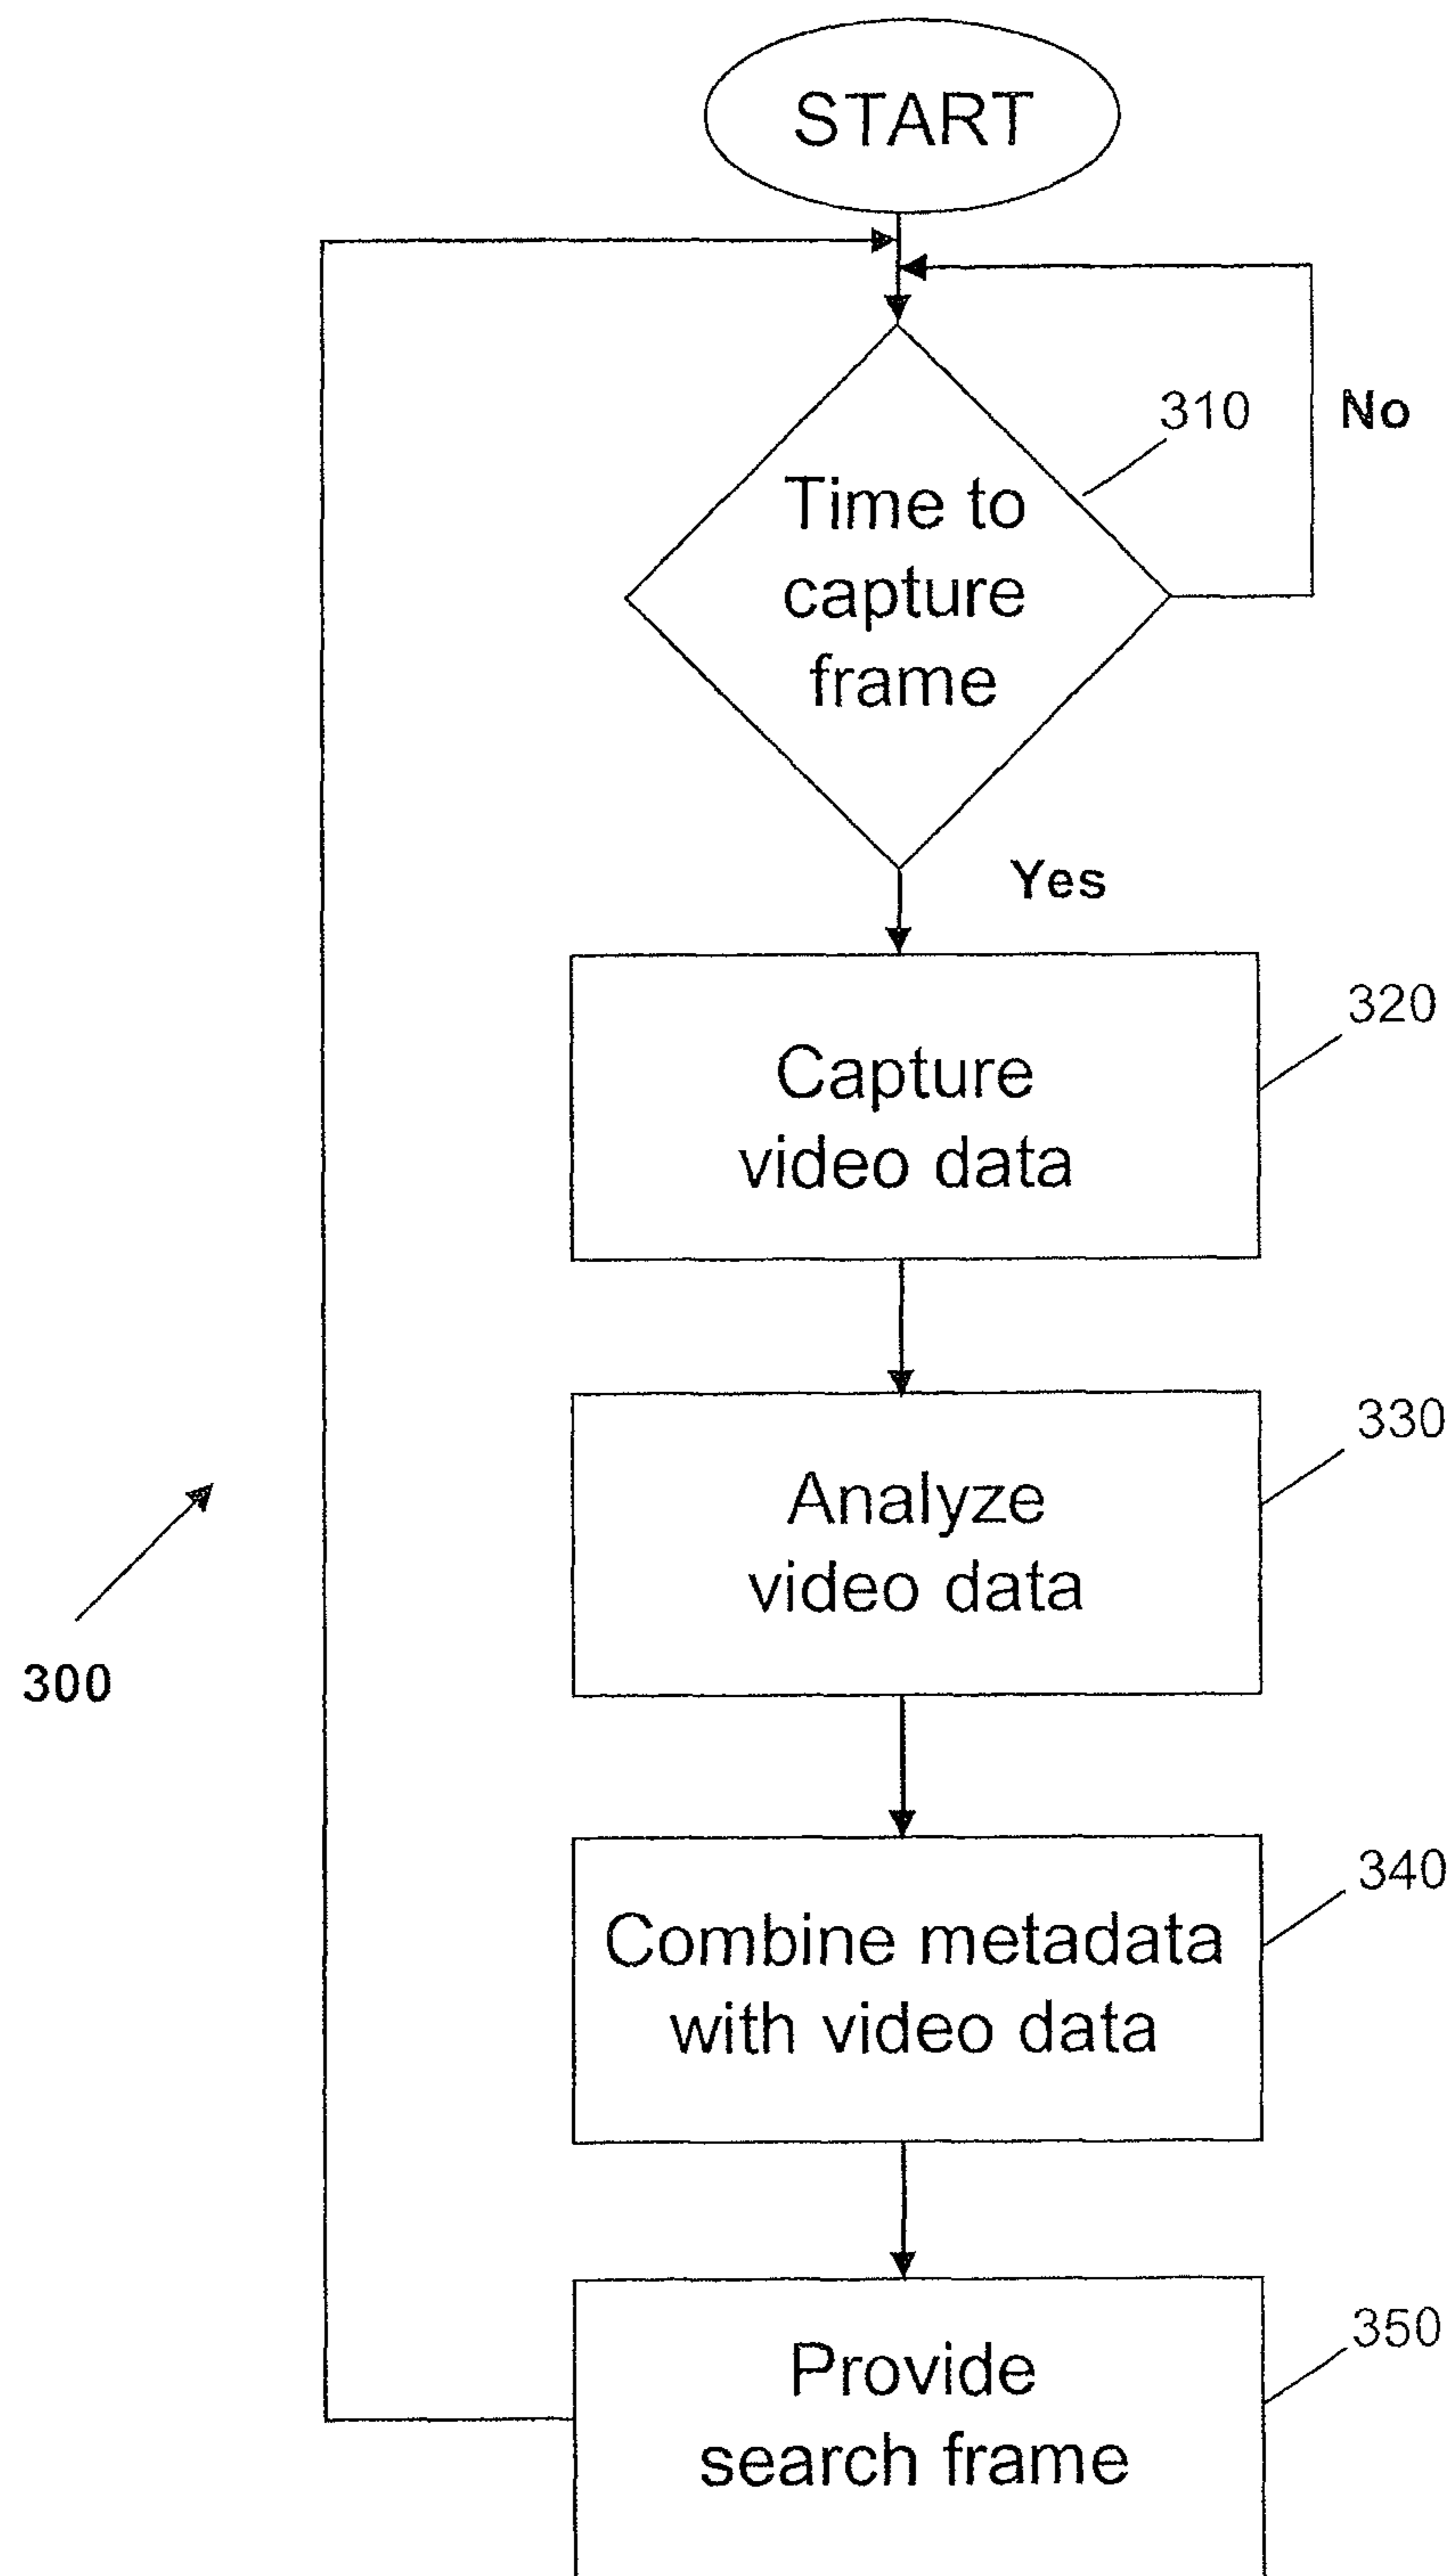 START
310
No
Time to
capture
frame
Yes
320
Capture
video data
330
Analyze
video data
300
340
Combine metadata
with video data
350
Provide
search frame